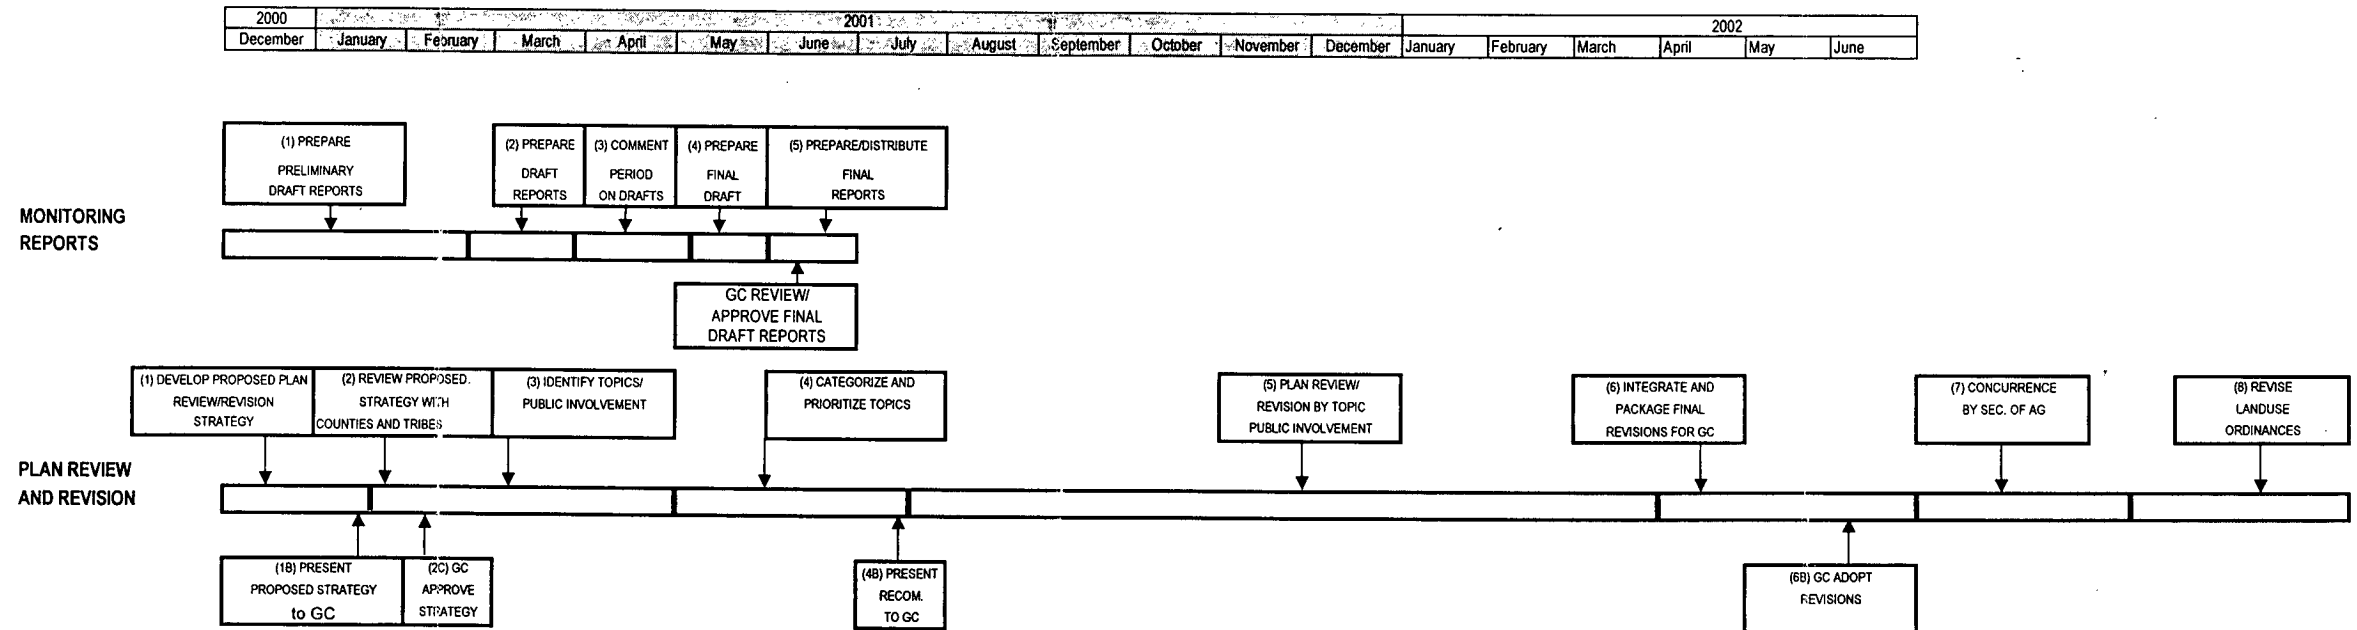 2000 2001 2002
December January February March April May June July August September October November December January February March April May June
(1) PREPARE
PRELIMINARY
DRAFT REPORTS
(2) PREPARE
DRAFT
REPORTS
(3) COMMENT
PERIOD
ON DRAFTS
(4) PREPARE
FINAL
DRAFT
(5) PREPARE/DISTRIBUTE
FINAL
REPORTS
MONITORING
REPORTS
GC REVIEW/
APPROVE FINAL
DRAFT REPORTS
(1) DEVELOP PROPOSED PLAN
REVIEW/REVISION
STRATEGY
(2) REVIEW PROPOSED.
STRATEGY WITH
COUNTIES AND TRIBES
(3) IDENTIFY TOPICS/
PUBLIC INVOLVEMENT
(4) CATEGORIZE AND
PRIORITIZE TOPICS
(5) PLAN REVIEW/
REVISION BY TOPIC
PUBLIC INVOLVEMENT
(6) INTEGRATE AND
PACKAGE FINAL
REVISIONS FOR GC
(7) CONCURRENCE
BY SEC. OF AG
(8) REVISE
LANDUSE
ORDINANCES
PLAN REVIEW
AND REVISION
(1B) PRESENT
PROPOSED STRATEGY
to GC
(2C) GC
APPROVE
STRATEGY
(4B) PRESENT
RECOM.
TO GC
(6B) GC ADOPT
REVISIONS